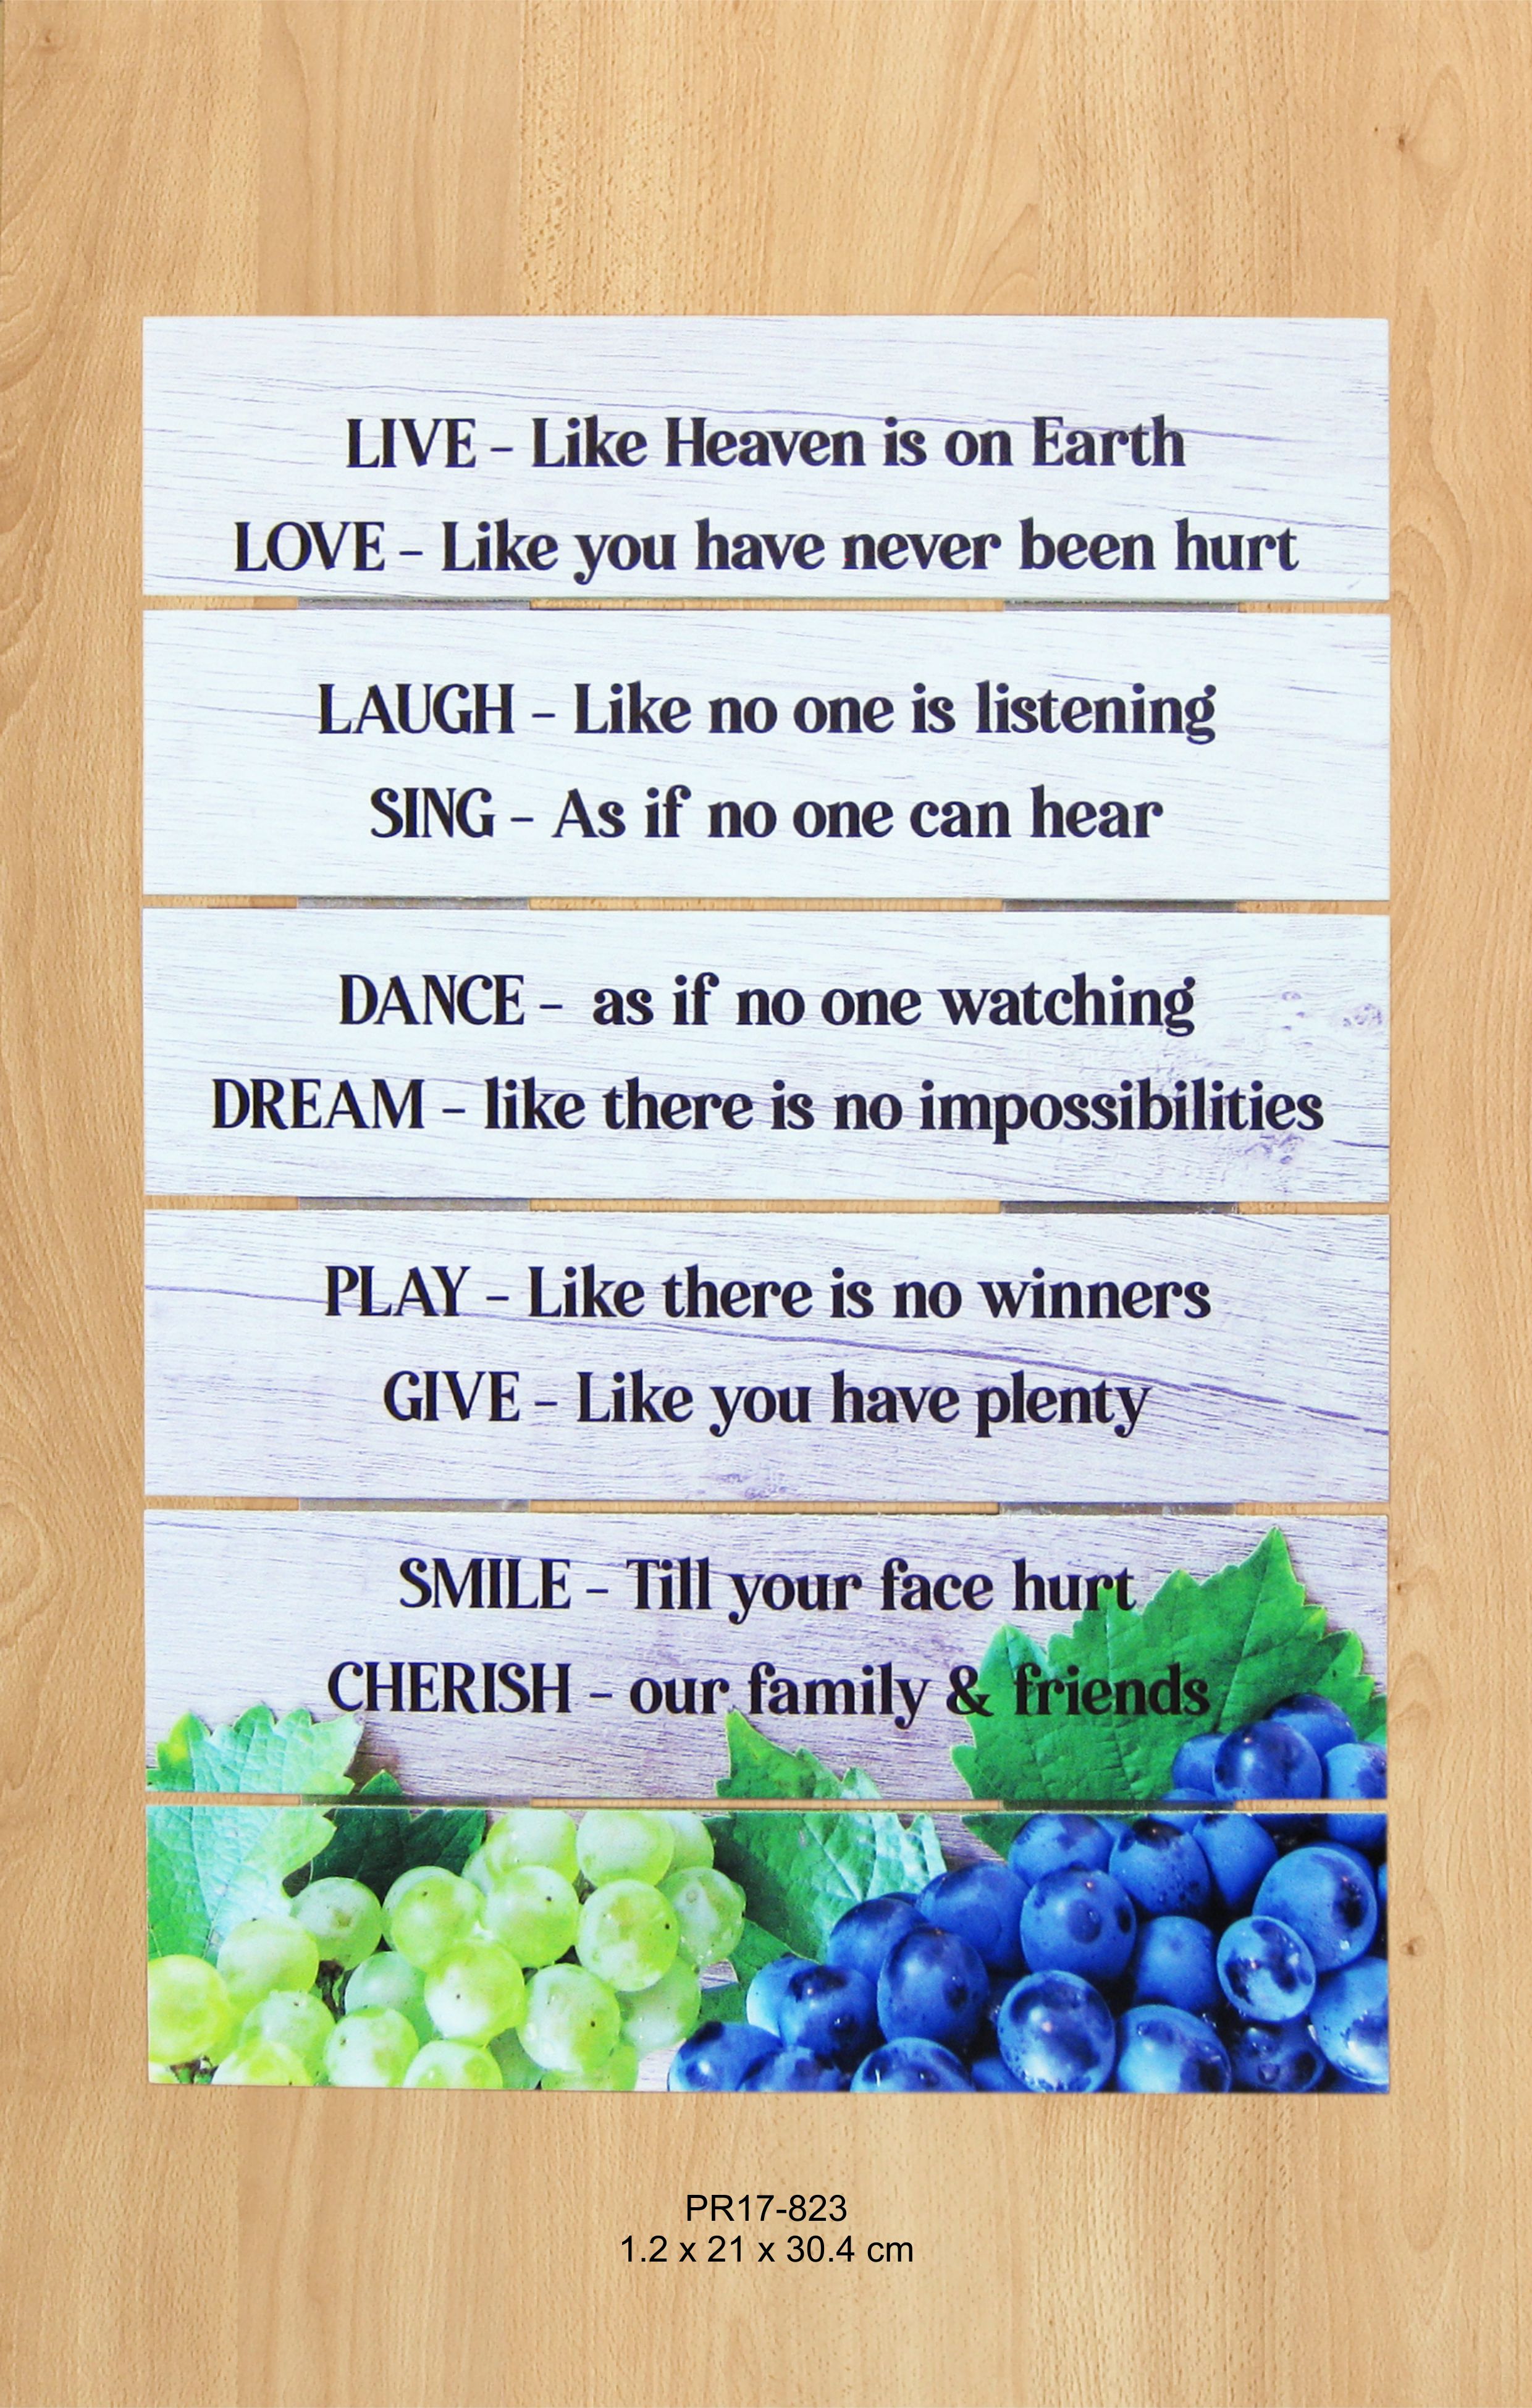 LIVE – Like Heaven is on Earth
LOVE – Like you have never been hurt
LAUGH – Like no one is listening
SING – As if no one can hear
DANCE – as if no one watching
DREAM – like there is no impossibilities
PLAY – Like there is no winners
GIVE – Like you have plenty
SMILE – Till your face hurt
CHERISH – our family & friends
PR17-823
1.2 x 21 x 30.4 cm